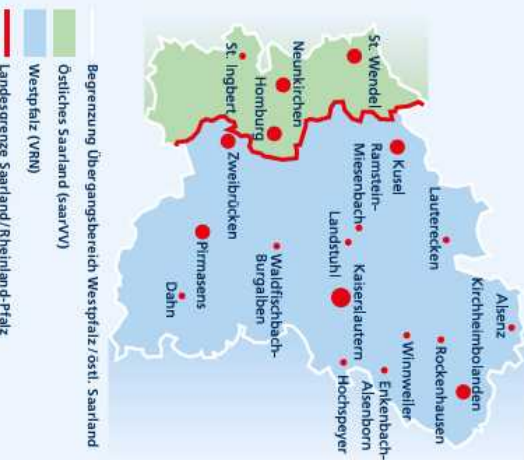 Alsenz
Kirchheimbolanden
Rockenhausen
Lauterecken
Winnweiler
Enkenbach-
Alsenborn
Kusel
Ramstein-
Miesenbach
Landstuhl
Kaiserslautern
Hochspeyer
St. Wendel
Neunkirchen
Homburg
St. Ingbert
Zweibrücken
Waldfischbach-
Burgalben
Pirmasens
Dahn
Begrenzung Übergangsbereich Westpfalz/östl. Saarland
Östliches Saarland (saarVV)
Westpfalz (VRN)
Landesgrenze Saarland/Rheinland-Pfalz